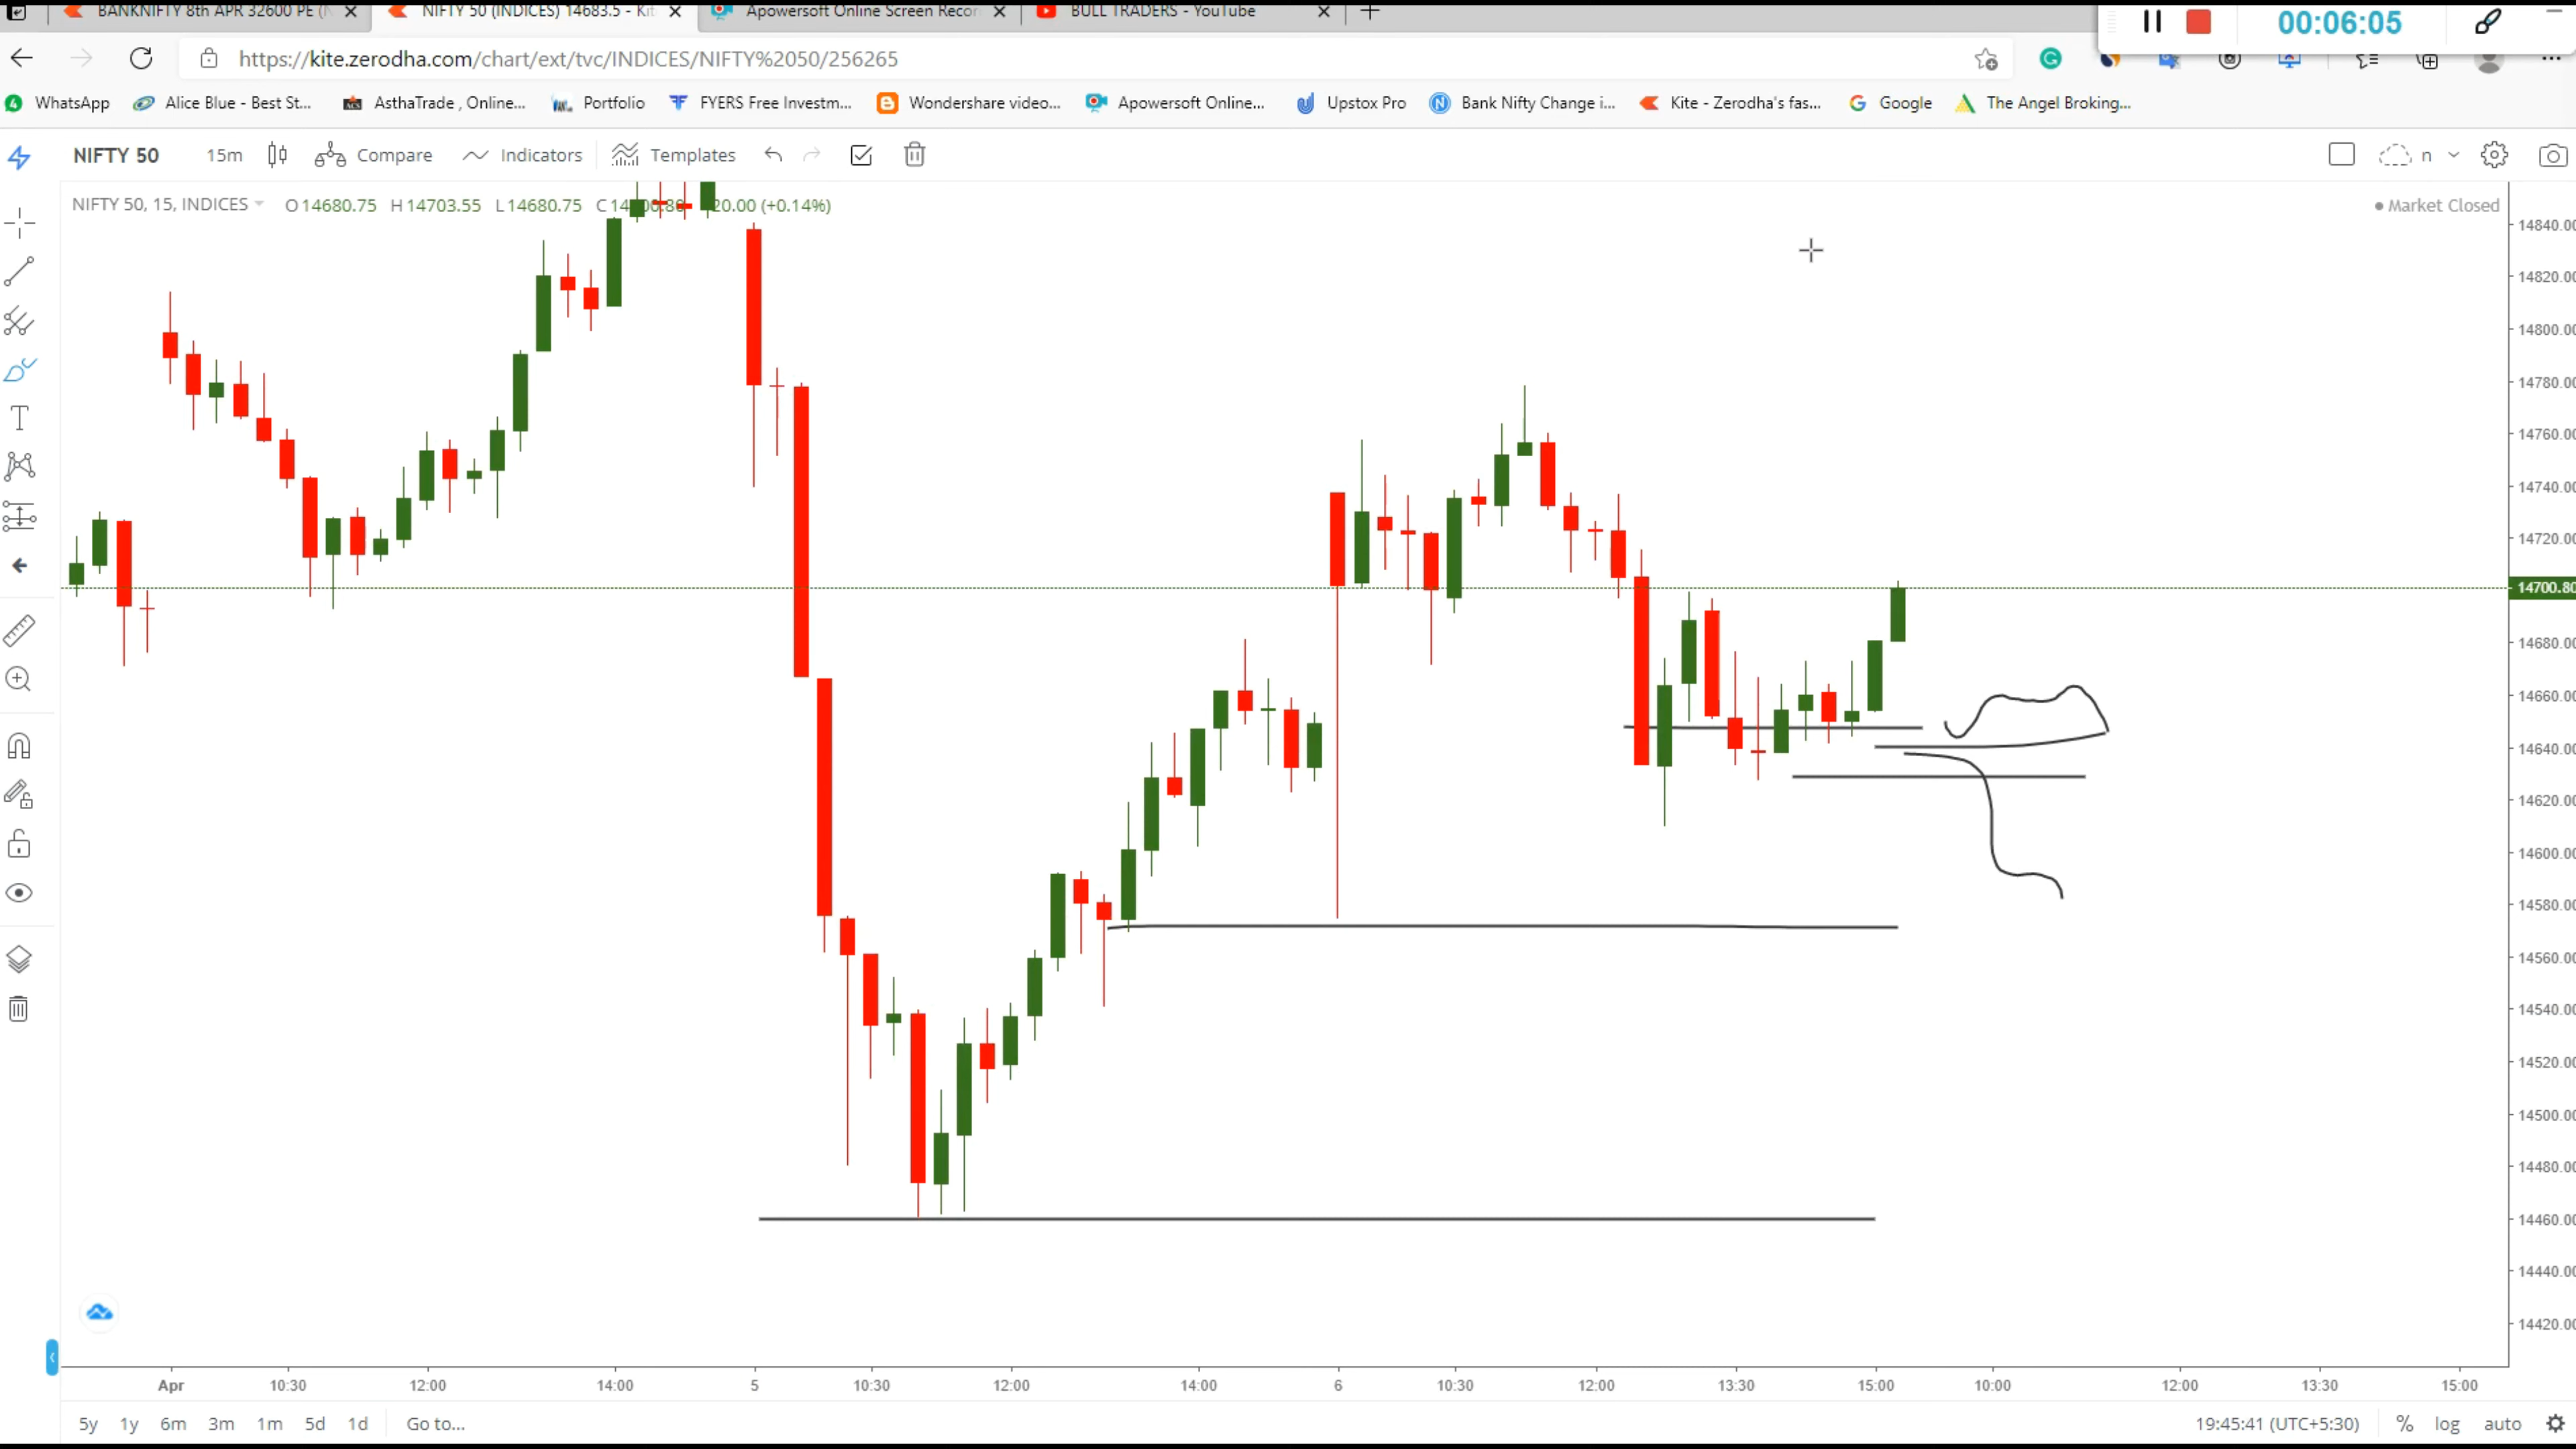 BANKNIFTY 8th APR 32600 PE (N
NIFTY 50 (INDICES) 14683.5 - Kit
Apowersoft Online Screen Recor
BULL TRADERS - YouTube
00:06:05
https://kite.zerodha.com/chart/ext/tvc/INDICES/NIFTY%2050/256265
WhatsApp
Alice Blue - Best St...
AsthaTrade , Online...
Portfolio
FYERS Free Investm...
Wondershare video...
Apowersoft Online...
Upstox Pro
Bank Nifty Change i...
Kite - Zerodha's fas...
Google
The Angel Broking...
NIFTY 50
15m
Compare
Indicators
Templates
n
NIFTY 50, 15, INDICES
O 14680.75 H 14703.55 L 14680.75 20.00 (+0.14%)
Market Closed
14840.00
14820.00
14800.00
14780.00
14760.00
14740.00
14720.00
14700.80
14680.00
14660.00
14640.00
14620.00
14600.00
14580.00
14560.00
14540.00
14520.00
14500.00
14480.00
14460.00
14440.00
14420.00
Apr 10:30 12:00 14:00 5 10:30 12:00 14:00 6 10:30 12:00 13:30 15:00 10:00 12:00 13:30 15:00
5y 1y 6m 3m 1m 5d 1d Go to...
19:45:41 (UTC+5:30) % log auto